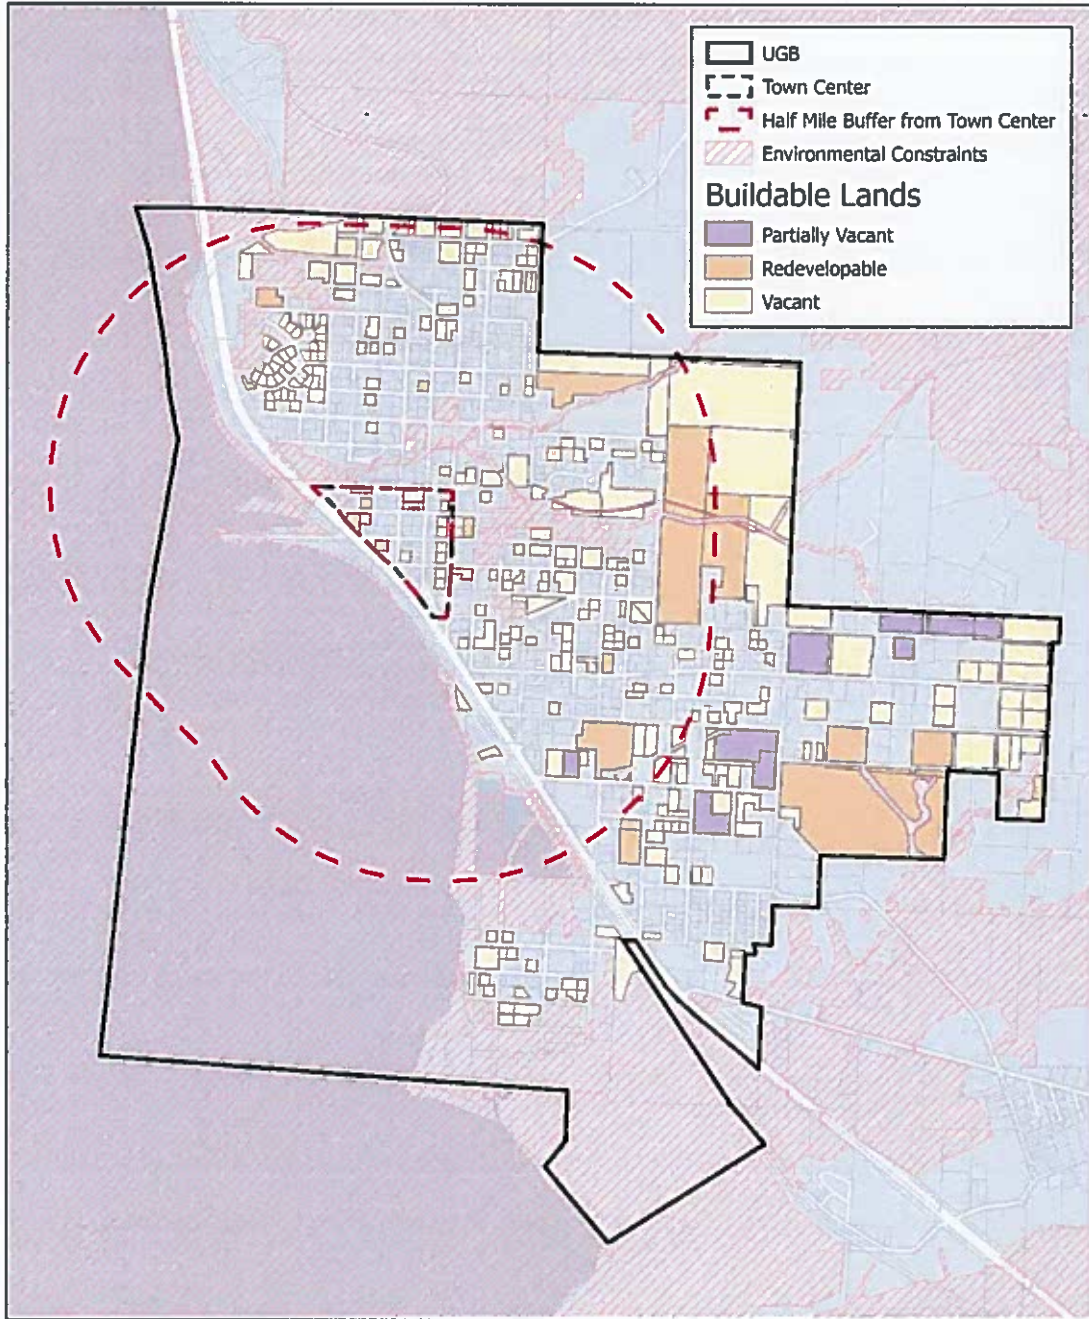 UGB
Town Center
Half Mile Buffer from Town Center
Environmental Constraints
Buildable Lands
Partially Vacant
Redevelopable
Vacant